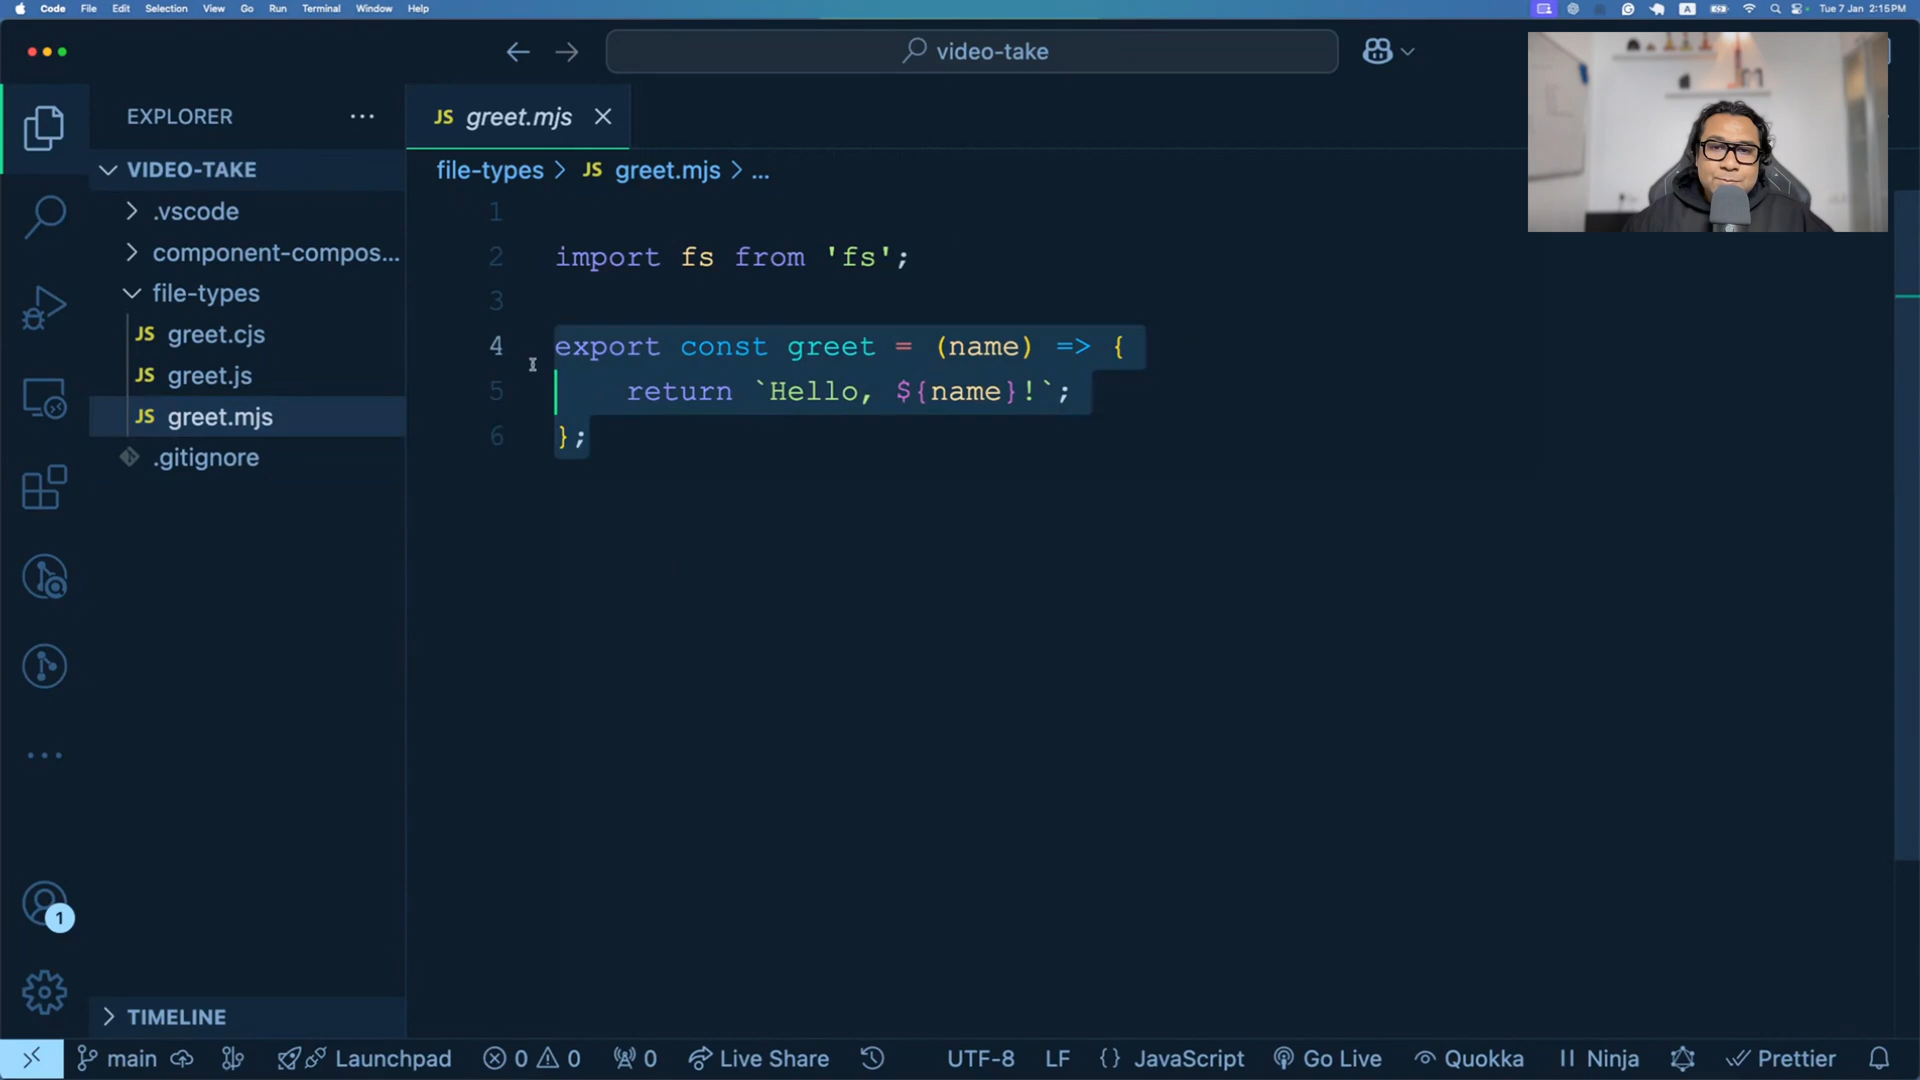 Code File Edit Selection View Go Run Terminal Window Help
A
Tue 7 Jan 2:15PM
video-take
EXPLORER ...
JS greet.mjs
VIDEO-TAKE
file-types > JS greet.mjs > ...
.vscode
component-compos...
file-types
JS greet.cjs
JS greet.js
JS greet.mjs
.gitignore
1
2 import fs from 'fs';
3
4 export const greet = (name) => {
5 return `Hello, ${name}!`;
6 };
1
TIMELINE
main
Launchpad
0 0
0
Live Share
UTF-8 LF {} JavaScript
Go Live
Quokka
Ninja
Prettier